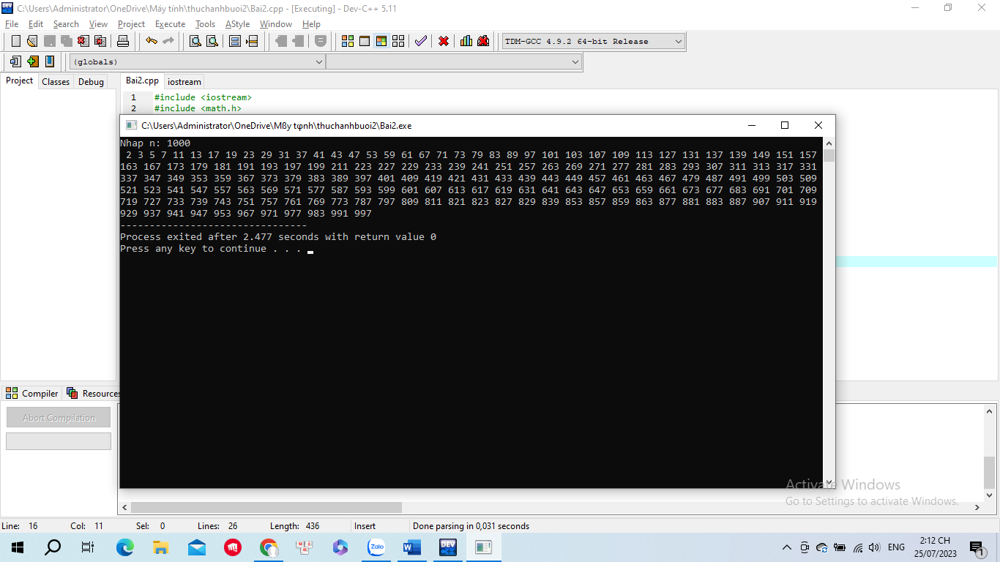 C:\Users\Administrator\OneDrive\Máy tính\thuchanhbuoi2\Bai2.cpp - [Executing] - Dev-C++ 5.11
File Edit Search View Project Execute Tools AStyle Window Help
TDM-GCC 4.9.2 64-bit Release
(globals)
Project Classes Debug Bai2.cpp iostream
1 #include <iostream>
2 #include <math.h>
C:\Users\Administrator\OneDrive\Mßy tφnh\thuchanhbuoi2\Bai2.exe
Nhap n: 1000
2 3 5 7 11 13 17 19 23 29 31 37 41 43 47 53 59 61 67 71 73 79 83 89 97 101 103 107 109 113 127 131 137 139 149 151 157
163 167 173 179 181 191 193 197 199 211 223 227 229 233 239 241 251 257 263 269 271 277 281 283 293 307 311 313 317 331
337 347 349 353 359 367 373 379 383 389 397 401 409 419 421 431 433 439 443 449 457 461 463 467 479 487 491 499 503 509
521 523 541 547 557 563 569 571 577 587 593 599 601 607 613 617 619 631 641 643 647 653 659 661 673 677 683 691 701 709
719 727 733 739 743 751 757 761 769 773 787 797 809 811 821 823 827 829 839 853 857 859 863 877 881 883 887 907 911 919
929 937 941 947 953 967 971 977 983 991 997
--------------------------------
Process exited after 2.477 seconds with return value 0
Press any key to continue . . .
Compiler Resources
Abort Compilation
Activate Windows
Go to Settings to activate Windows.
Line: 16 Col: 11 Sel: 0 Lines: 26 Length: 436 Insert Done parsing in 0,031 seconds
Zalo
W
DEV
ENG
2:12 CH
25/07/2023
1